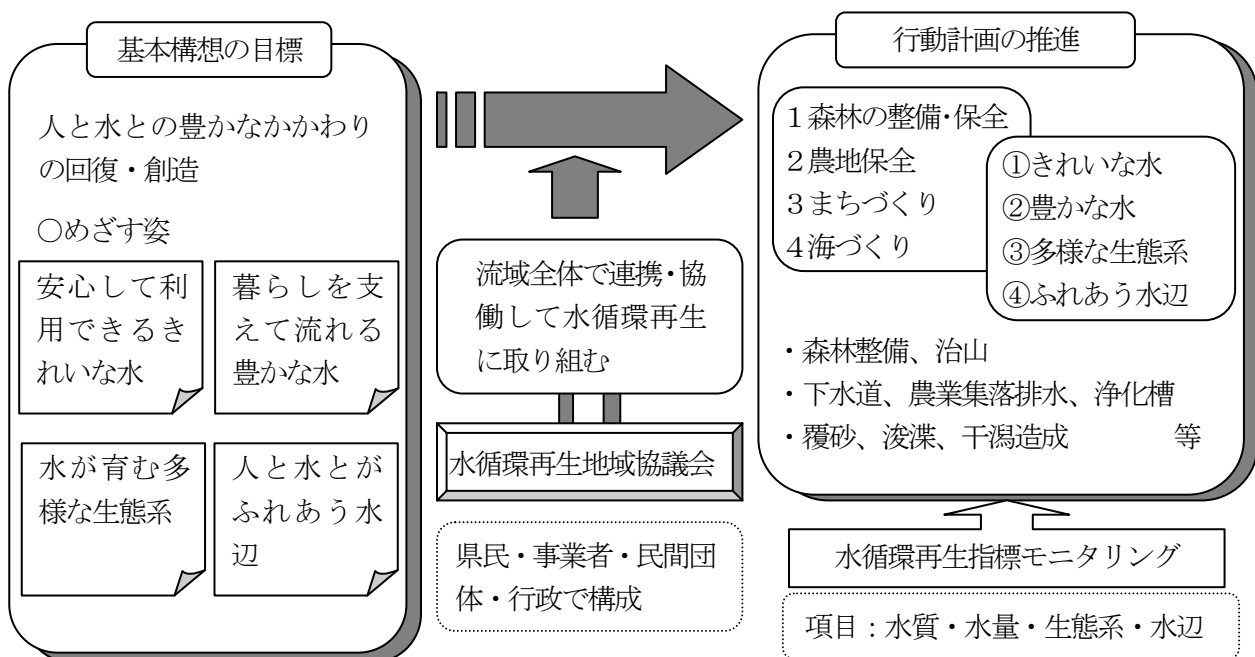 基本構想の目標
人と水との豊かなかかわり
の回復・創造
○めざす姿
安心して利
用できるき
れいな水
暮らしを支
えて流れる
豊かな水
水が育む多
様な生態系
人と水とが
ふれあう水
辺
流域全体で連携・協
働して水循環再生
に取り組む
水循環再生地域協議会
県民・事業者・民間団
体・行政で構成
行動計画の推進
1森林の整備・保全
2農地保全
3まちづくり
4海づくり
①きれいな水
②豊かな水
③多様な生態系
④ふれあう水辺
・森林整備、治山
・下水道、農業集落排水、浄化槽
・覆砂、浚渫、干潟造成　　　　等
水循環再生指標モニタリング
項目：水質・水量・生態系・水辺